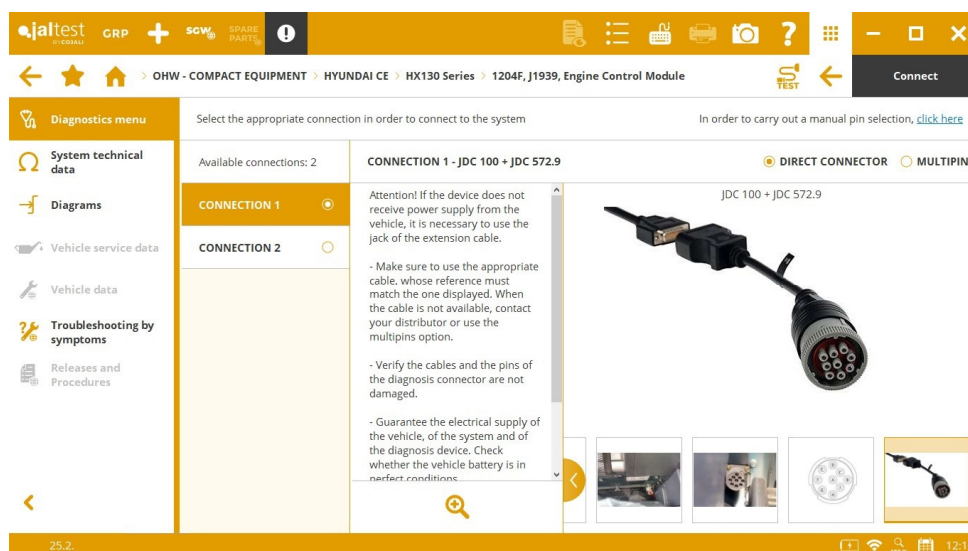 jaltest GRP SGW SPARE PARTS
BY COJALI
> OHW - COMPACT EQUIPMENT > HYUNDAI CE > HX130 Series > 1204F, J1939, Engine Control Module
TEST
Connect
Diagnostics menu
Select the appropriate connection in order to connect to the system
In order to carry out a manual pin selection, click here
System technical
data
Diagrams
Vehicle service data
Vehicle data
Troubleshooting by
symptoms
Releases and
Procedures
Available connections: 2
CONNECTION 1
CONNECTION 2
CONNECTION 1 - JDC 100 + JDC 572.9
DIRECT CONNECTOR
MULTIPIN
Attention! If the device does not
receive power supply from the
vehicle, it is necessary to use the
jack of the extension cable.
- Make sure to use the appropriate
cable, whose reference must
match the one displayed. When
the cable is not available, contact
your distributor or use the
multipins option.
- Verify the cables and the pins of
the diagnosis connector are not
damaged.
- Guarantee the electrical supply of
the vehicle, of the system and of
the diagnosis device. Check
whether the vehicle battery is in
perfect conditions.
JDC 100 + JDC 572.9
25.2.